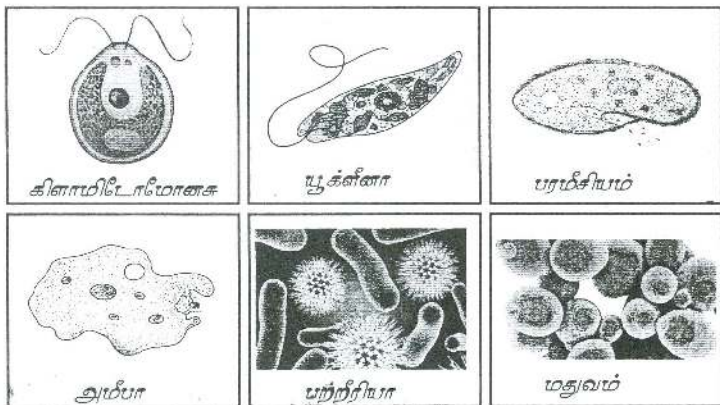 கிளாமிடோமோனசு
யூக்ளீனா
பரமீசியம்
அமீபா
பற்றீரியா
மதுவம்